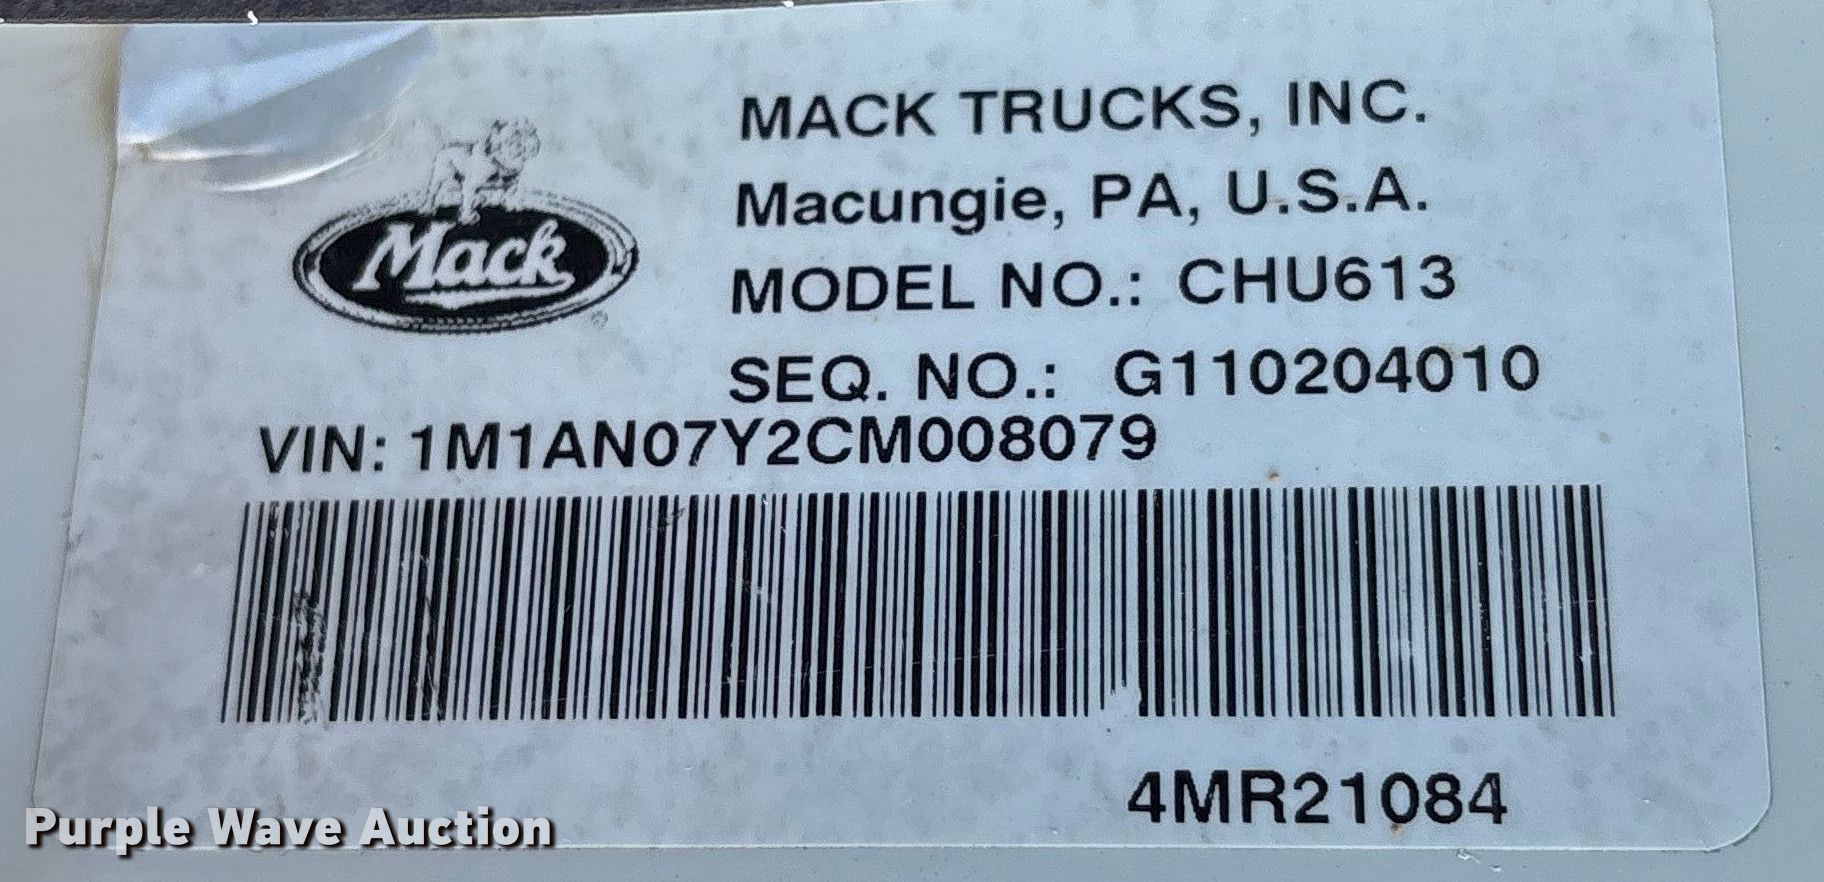 MACK TRUCKS, INC.
Macungie, PA, U.S.A.
Mack
®
MODEL NO.: CHU613
SEQ. NO.: G110204010
VIN: 1M1AN07Y2CM008079
4MR21084
Purple Wave Auction